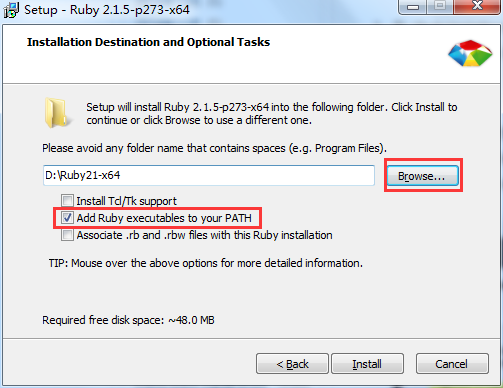 Setup - Ruby 2.1.5-p273-x64
Installation Destination and Optional Tasks
Setup will install Ruby 2.1.5-p273-x64 into the following folder. Click Install to
continue or click Browse to use a different one.
Please avoid any folder name that contains spaces (e.g. Program Files).
D:\Ruby21-x64
Browse...
Install Tcl/Tk support
Add Ruby executables to your PATH
Associate .rb and .rbw files with this Ruby installation
TIP: Mouse over the above options for more detailed information.
Required free disk space: ~48.0 MB
< Back
Install
Cancel